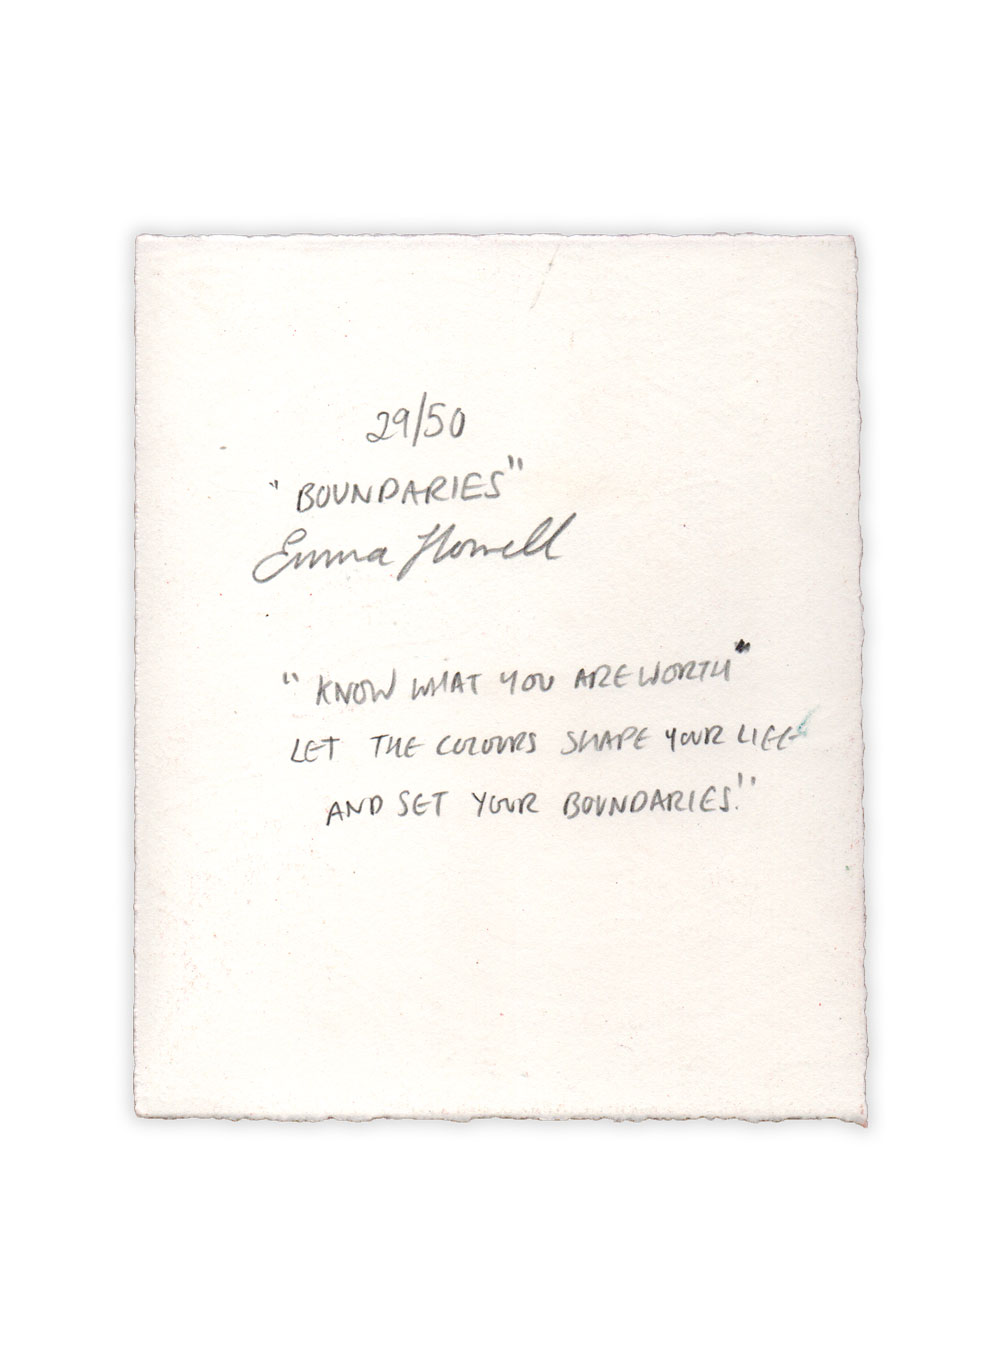 29/50
"BOUNDARIES"
Emma Howell
"KNOW WHAT YOU ARE WORTH"
LET THE COLOURS SHAPE YOUR LIFE
AND SET YOUR BOUNDARIES."